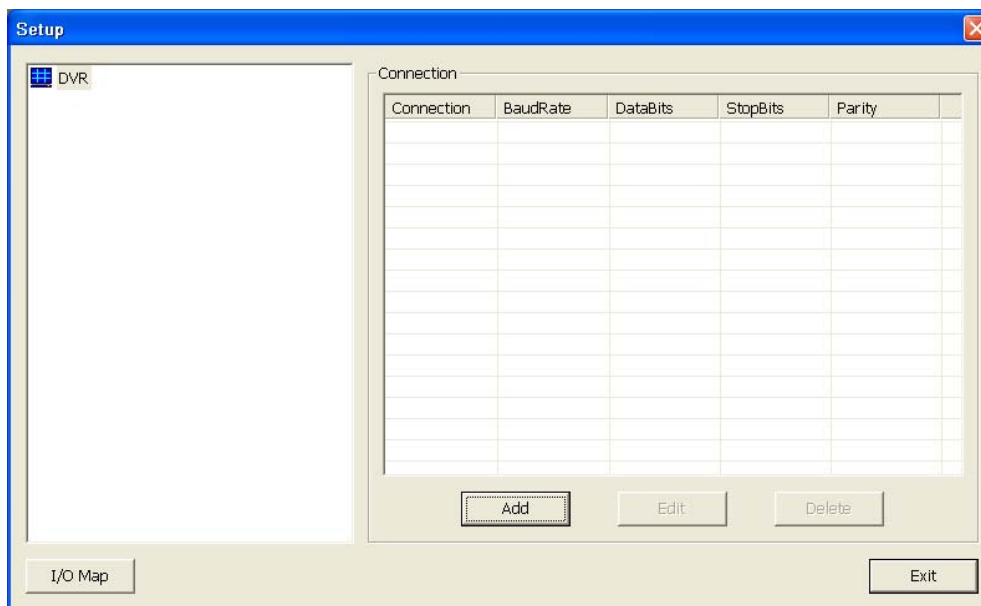 Setup
DVR
Connection
Connection BaudRate DataBits StopBits Parity
Add Edit Delete
I/O Map Exit